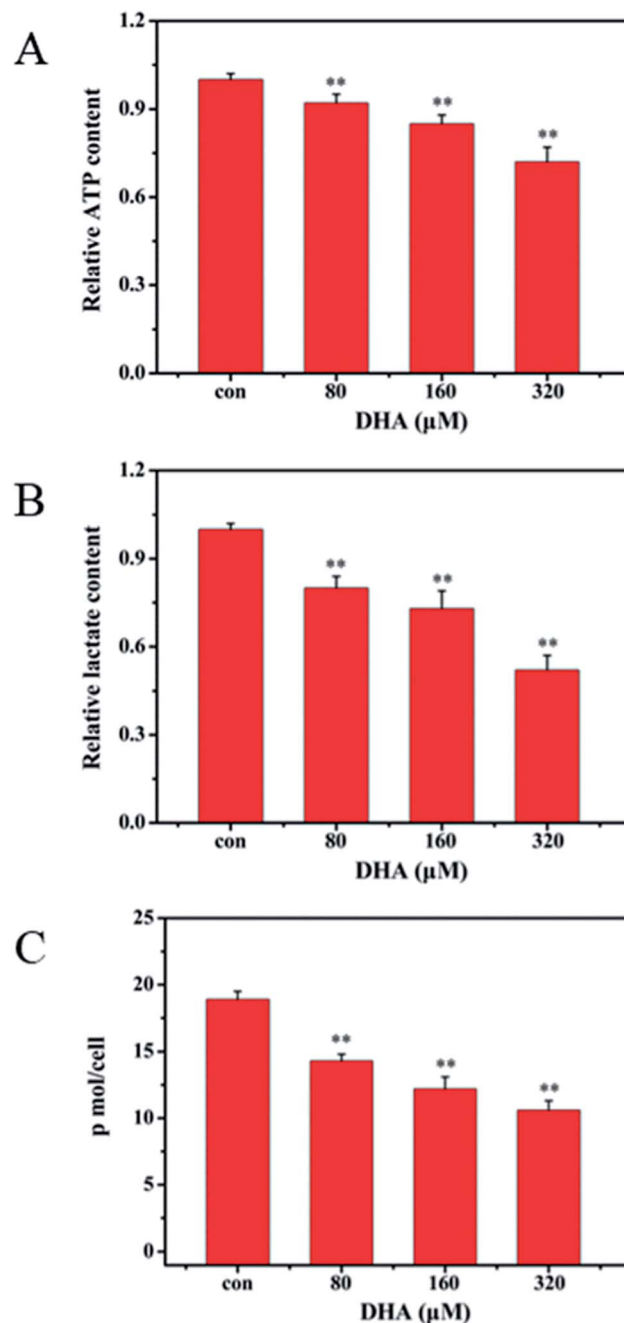 A
Relative ATP content
1.2
0.9
0.6
0.3
0.0
**
**
**
con 80 160 320
DHA (μM)
B
Relative lactate content
1.2
0.9
0.6
0.3
0.0
**
**
**
con 80 160 320
DHA (μM)
C
p mol/cell
25
20
15
10
5
0
**
**
**
con 80 160 320
DHA (μM)